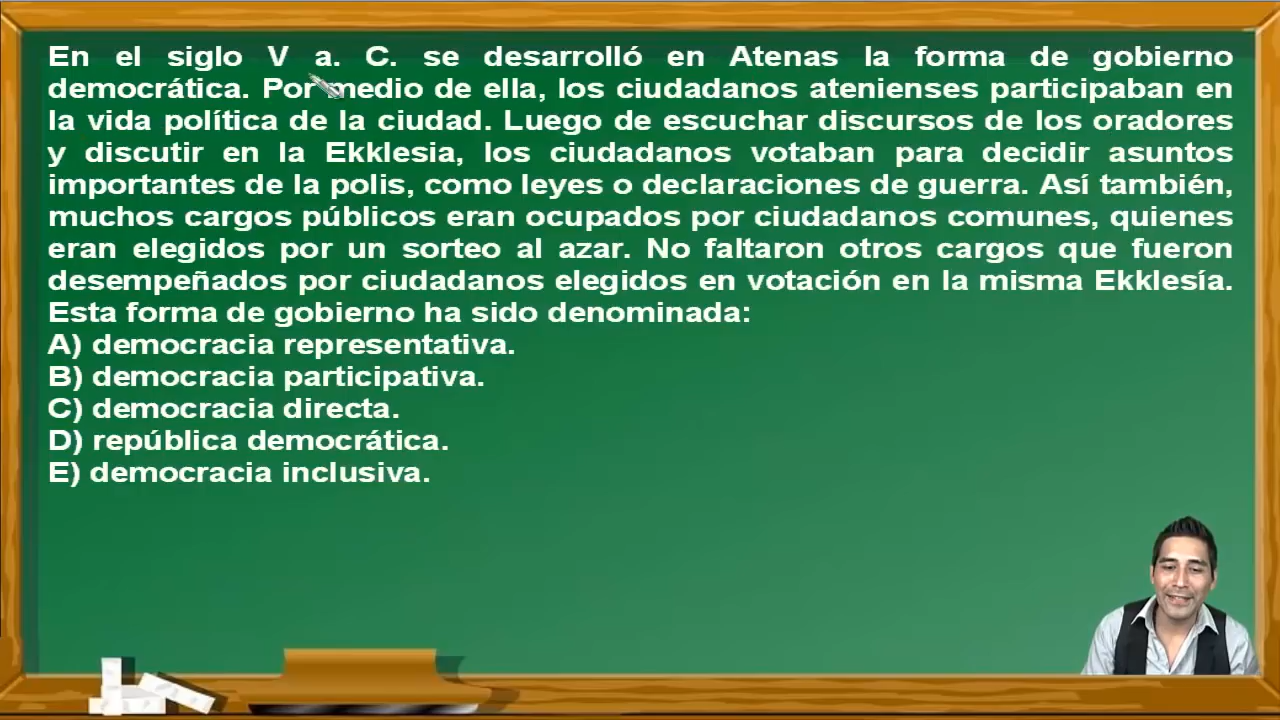 En el siglo V a. C. se desarrolló en Atenas la forma de gobierno
democrática. Por medio de ella, los ciudadanos atenienses participaban en
la vida política de la ciudad. Luego de escuchar discursos de los oradores
y discutir en la Ekklesia, los ciudadanos votaban para decidir asuntos
importantes de la polis, como leyes o declaraciones de guerra. Así también,
muchos cargos públicos eran ocupados por ciudadanos comunes, quienes
eran elegidos por un sorteo al azar. No faltaron otros cargos que fueron
desempeñados por ciudadanos elegidos en votación en la misma Ekklesía.
Esta forma de gobierno ha sido denominada:
A) democracia representativa.
B) democracia participativa.
C) democracia directa.
D) república democrática.
E) democracia inclusiva.